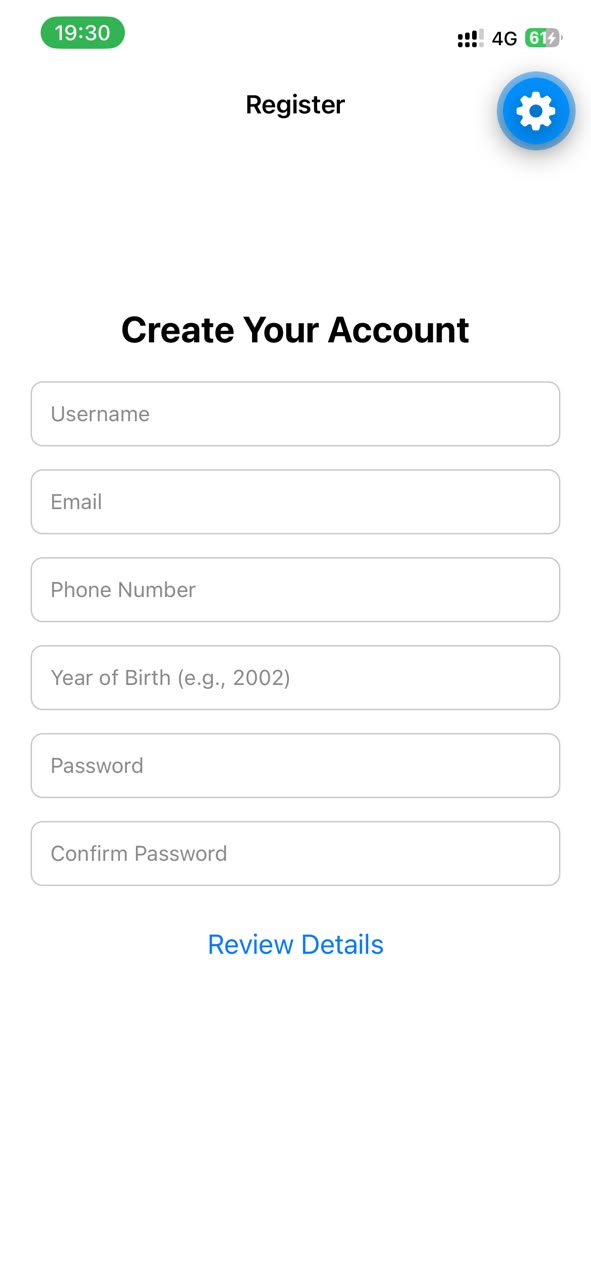 19:30
4G
61
Register
Create Your Account
Username
Email
Phone Number
Year of Birth (e.g., 2002)
Password
Confirm Password
Review Details